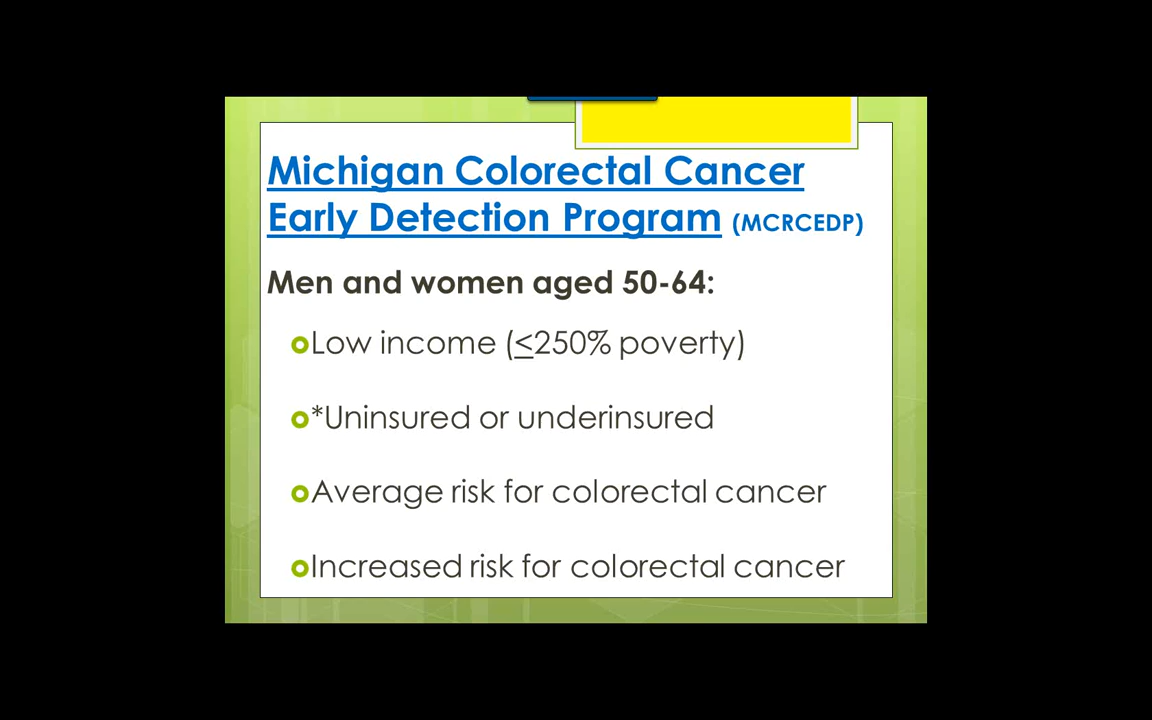 Michigan Colorectal Cancer
Early Detection Program (MCRCEDP)
Men and women aged 50-64:
Low income (≤250% poverty)
*Uninsured or underinsured
Average risk for colorectal cancer
Increased risk for colorectal cancer